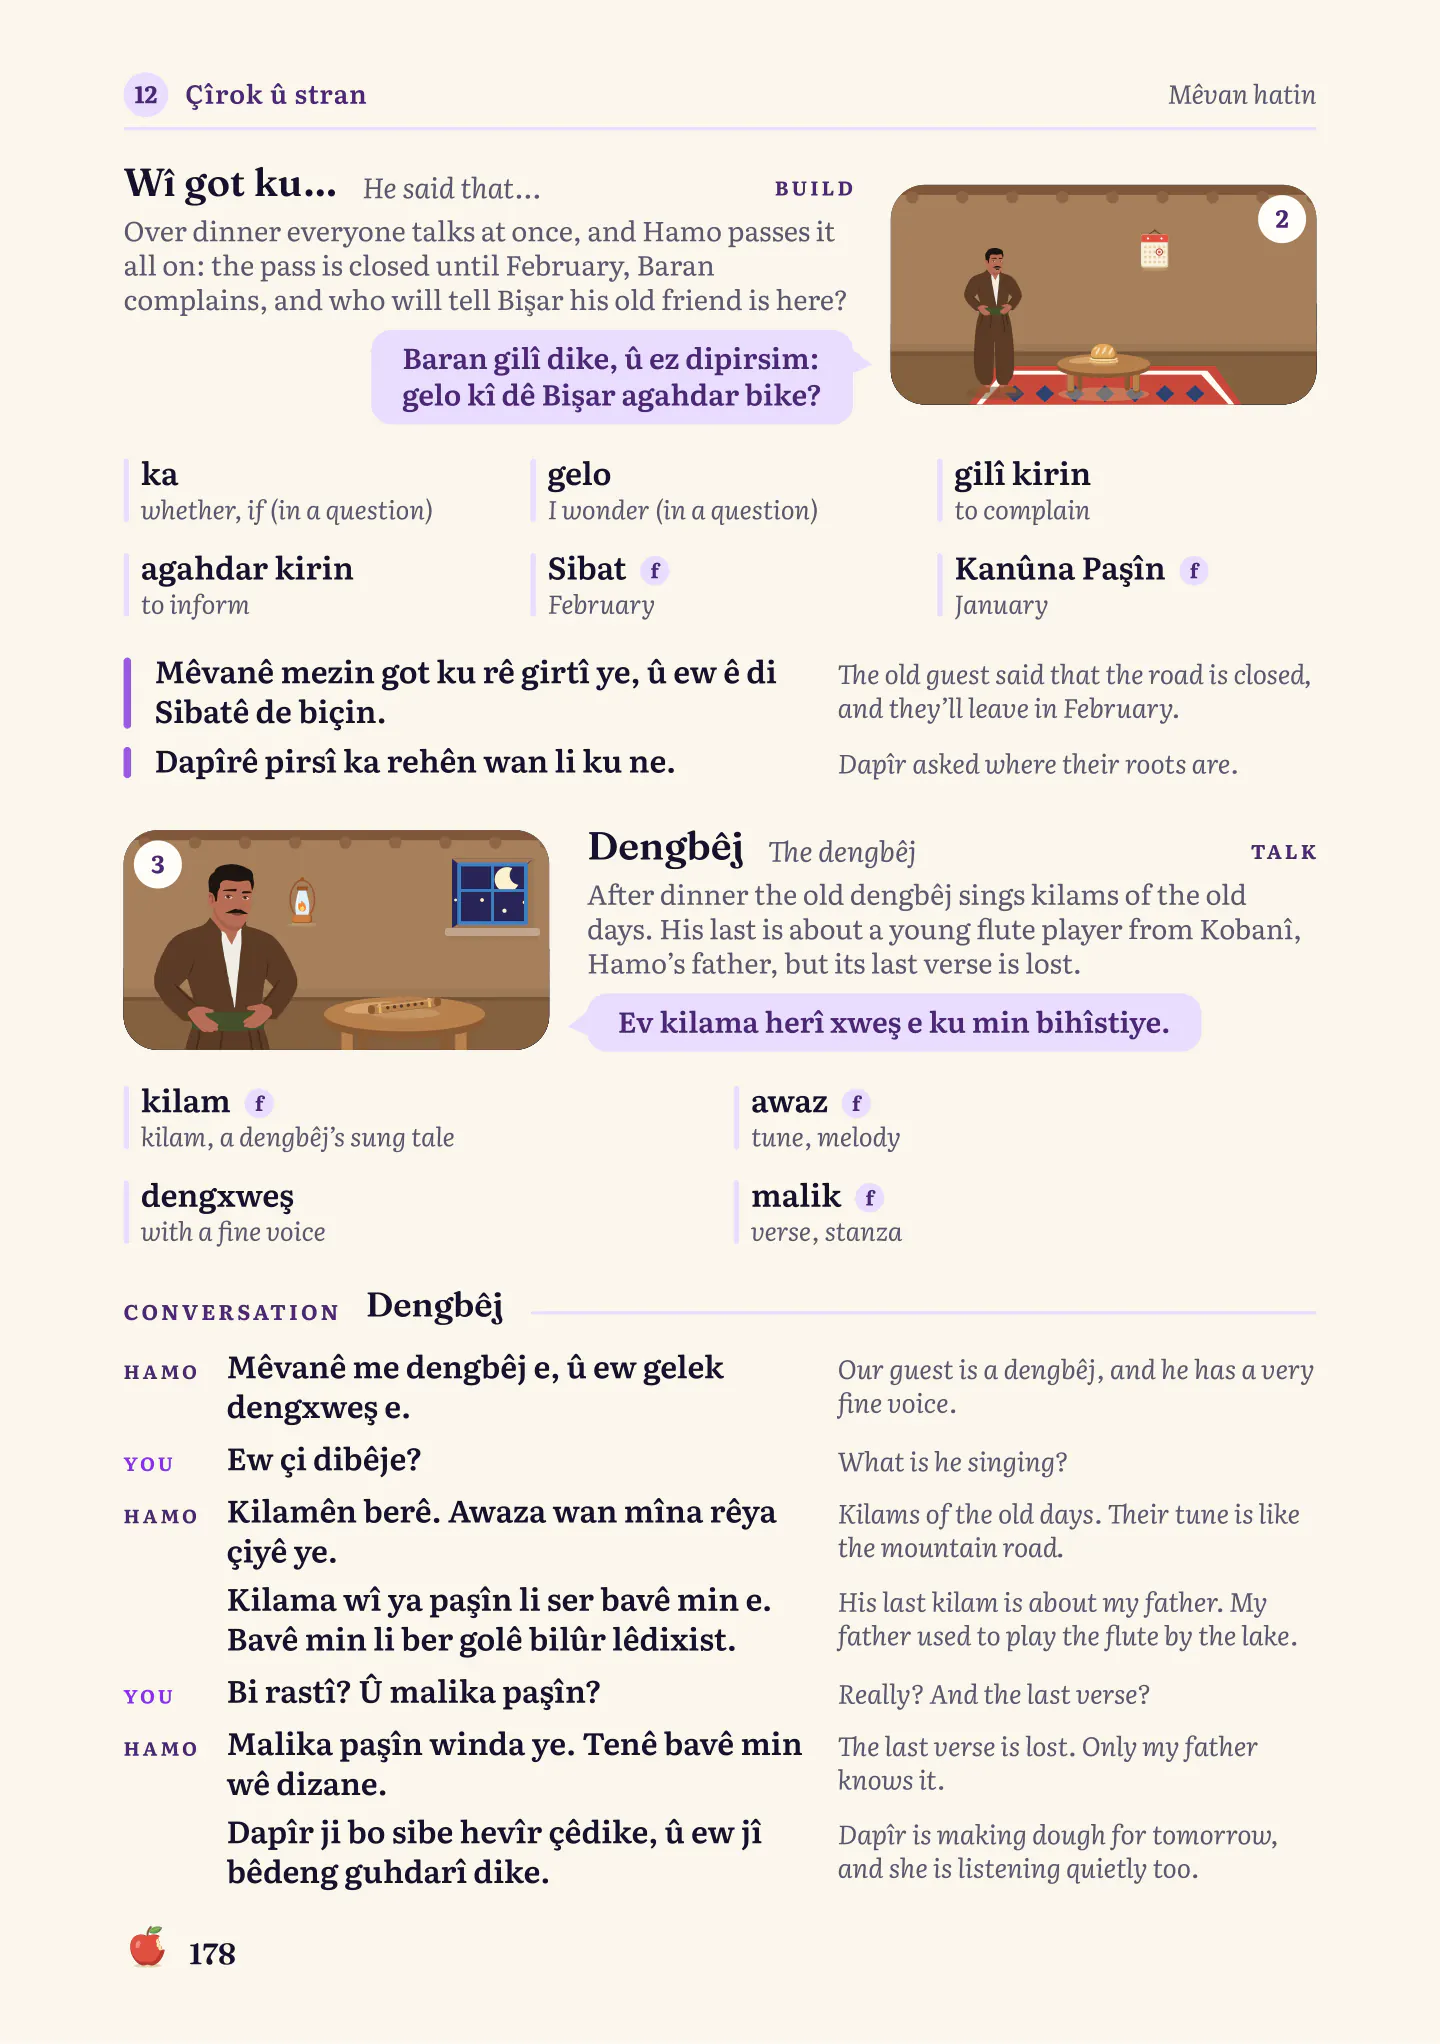 12 Çîrok û stran
Mêvan hatin
Wî got ku… He said that…
BUILD
Over dinner everyone talks at once, and Hamo passes it
all on: the pass is closed until February, Baran
complains, and who will tell Bişar his old friend is here?
Baran gilî dike, û ez dipirsim:
gelo kî dê Bişar agahdar bike?
2
ka
whether, if (in a question)
gelo
I wonder (in a question)
gilî kirin
to complain
agahdar kirin
to inform
Sibat f
February
Kanûna Paşîn f
January
Mêvanê mezin got ku rê girtî ye, û ew ê di
Sibatê de biçin.
The old guest said that the road is closed,
and they’ll leave in February.
Dapîrê pirsî ka rehên wan li ku ne.
Dapîr asked where their roots are.
3
Dengbêj The dengbêj
TALK
After dinner the old dengbêj sings kilams of the old
days. His last is about a young flute player from Kobanî,
Hamo’s father, but its last verse is lost.
Ev kilama herî xweş e ku min bihîstiye.
kilam f
kilam, a dengbêj’s sung tale
awaz f
tune, melody
dengxweş
with a fine voice
malik f
verse, stanza
CONVERSATION Dengbêj
HAMO
Mêvanê me dengbêj e, û ew gelek
dengxweş e.
Our guest is a dengbêj, and he has a very
fine voice.
YOU
Ew çi dibêje?
What is he singing?
HAMO
Kilamên berê. Awaza wan mîna rêya
çiyê ye.
Kilams of the old days. Their tune is like
the mountain road.
Kilama wî ya paşîn li ser bavê min e.
Bavê min li ber golê bilûr lêdixist.
His last kilam is about my father. My
father used to play the flute by the lake.
YOU
Bi rastî? Û malika paşîn?
Really? And the last verse?
HAMO
Malika paşîn winda ye. Tenê bavê min
wê dizane.
The last verse is lost. Only my father
knows it.
Dapîr ji bo sibe hevîr çêdike, û ew jî
bêdeng guhdarî dike.
Dapîr is making dough for tomorrow,
and she is listening quietly too.
178